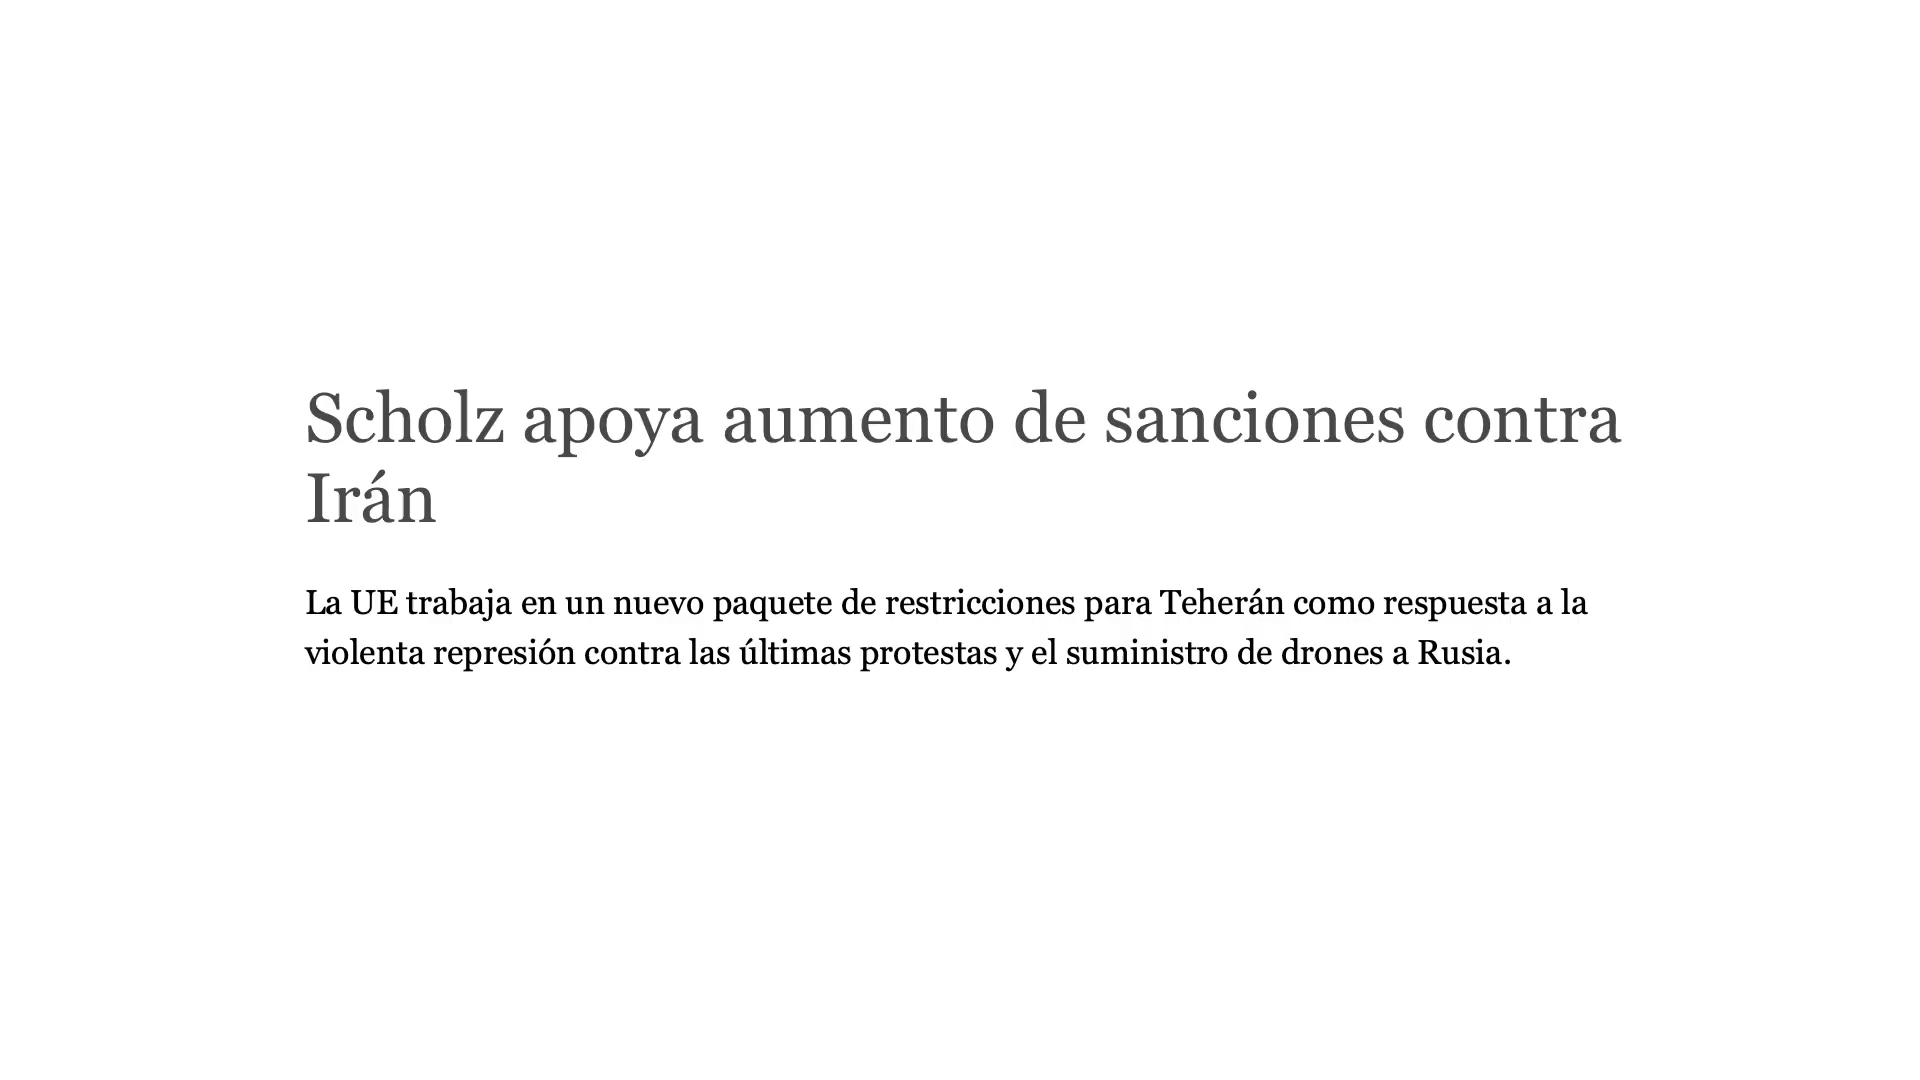 Scholz apoya aumento de sanciones contra
Irán
La UE trabaja en un nuevo paquete de restricciones para Teherán como respuesta a la
violenta represión contra las últimas protestas y el suministro de drones a Rusia.